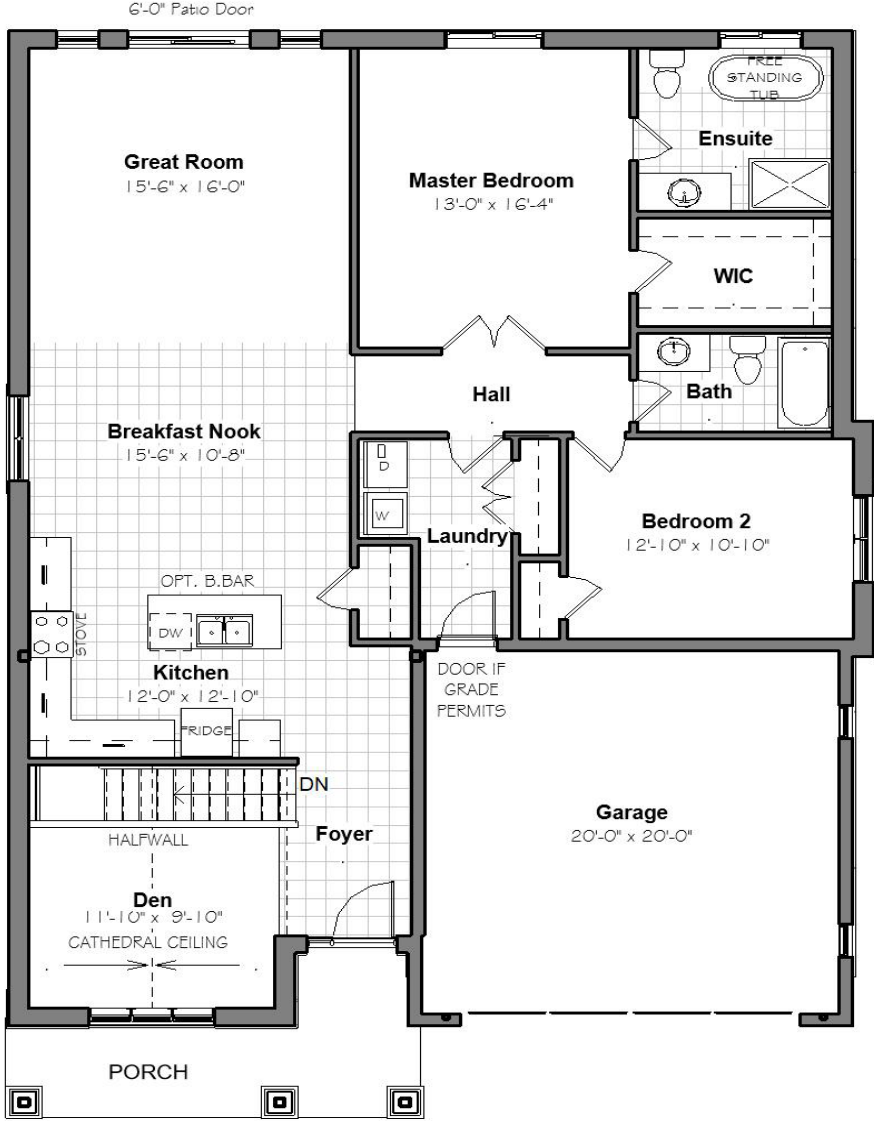 6'-0" Patio Door
FREE
STANDING
TUB
Ensuite
Great Room
15'-6" x 16'-0"
Master Bedroom
13'-0" x 16'-4"
WIC
Hall
Bath
Breakfast Nook
15'-6" x 10'-8"
D
W
Laundry
Bedroom 2
12'-10" x 10'-10"
OPT. B.BAR
STOVE
DW
Kitchen
12'-0" x 12'-10"
FRIDGE
DOOR IF
GRADE
PERMITS
DN
Garage
20'-0" x 20'-0"
Foyer
HALFWALL
Den
11'-10" x 9'-10"
CATHEDRAL CEILING
PORCH